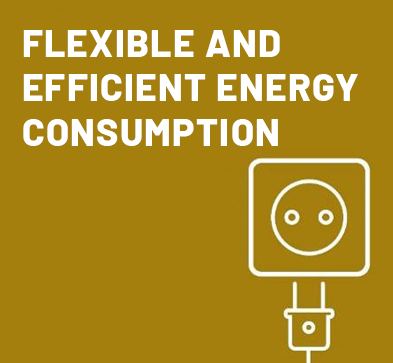 FLEXIBLE AND
EFFICIENT ENERGY
CONSUMPTION